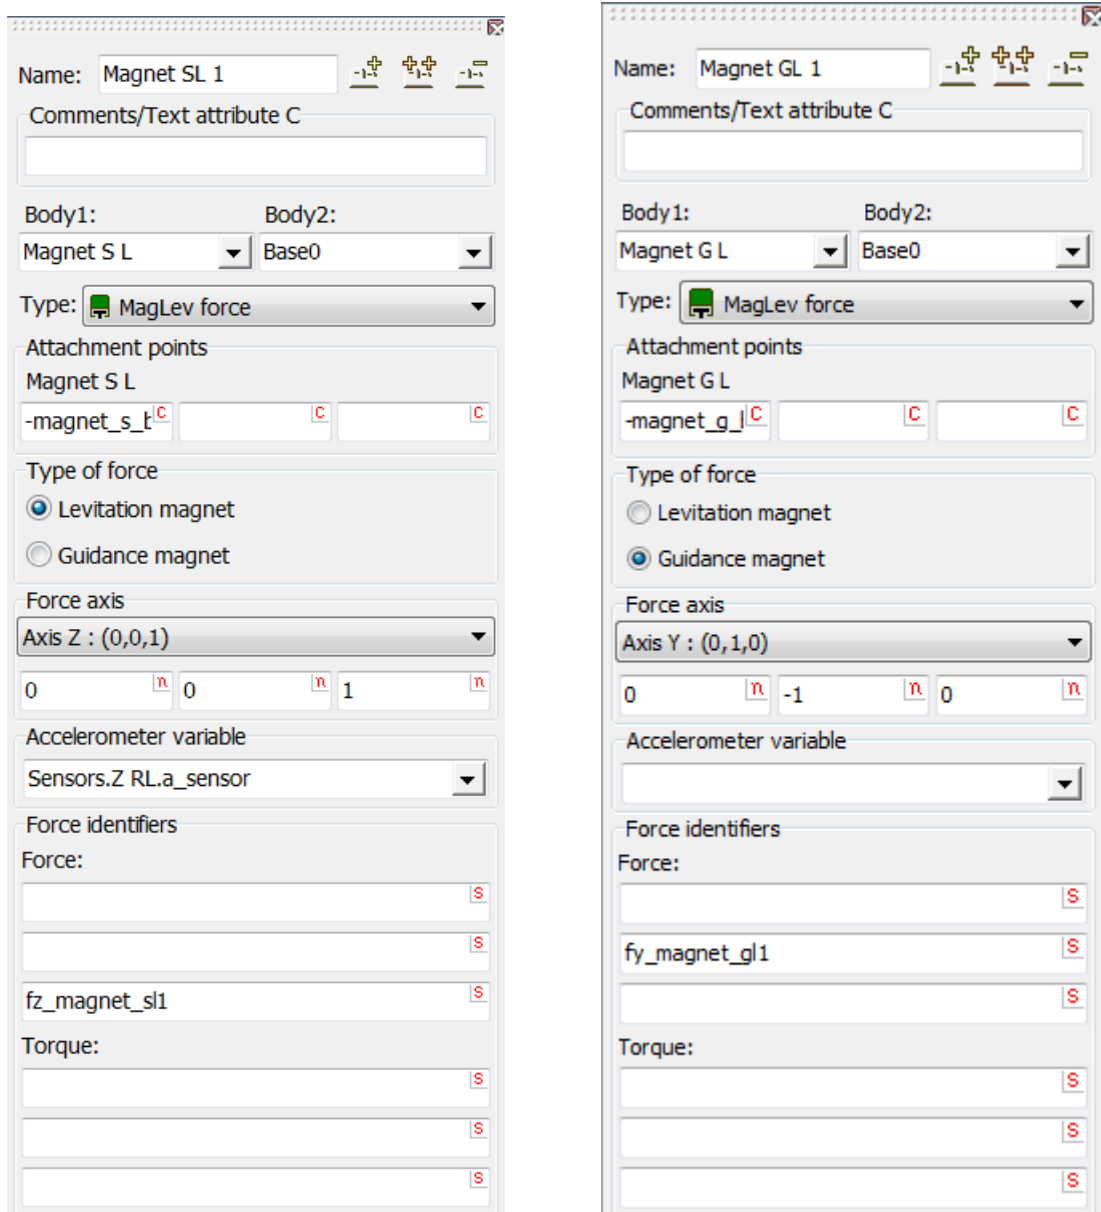 Name: Magnet SL 1
Comments/Text attribute C
Body1: Body2:
Magnet S L Base0
Type: MagLev force
Attachment points
Magnet S L
-magnet_s_b C C C
Type of force
Levitation magnet
Guidance magnet
Force axis
Axis Z : (0,0,1)
0 n 0 n 1 n
Accelerometer variable
Sensors.Z RL.a_sensor
Force identifiers
Force:
S
S
fz_magnet_sl1 S
Torque:
S
S
S
Name: Magnet GL 1
Comments/Text attribute C
Body1: Body2:
Magnet G L Base0
Type: MagLev force
Attachment points
Magnet G L
-magnet_g_l C C C
Type of force
Levitation magnet
Guidance magnet
Force axis
Axis Y : (0,1,0)
0 n -1 n 0 n
Accelerometer variable
Force identifiers
Force:
S
fy_magnet_gl1 S
S
Torque:
S
S
S